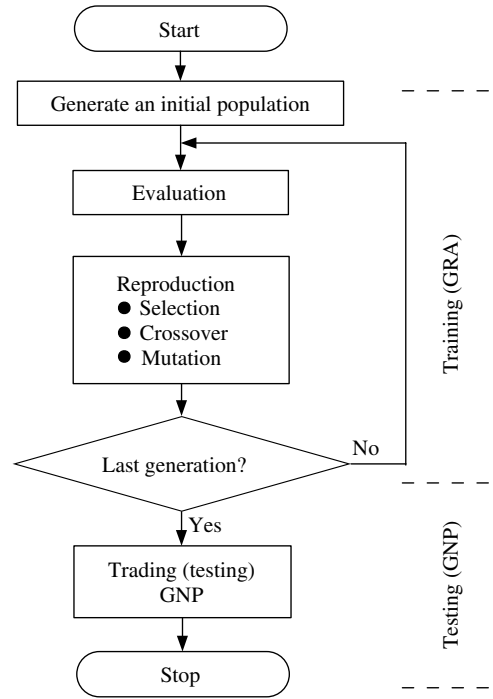 Start
Generate an initial population
Evaluation
Reproduction
● Selection
● Crossover
● Mutation
Last generation?
No
Yes
Trading (testing)
GNP
Stop
Training (GRA)
Testing (GNP)